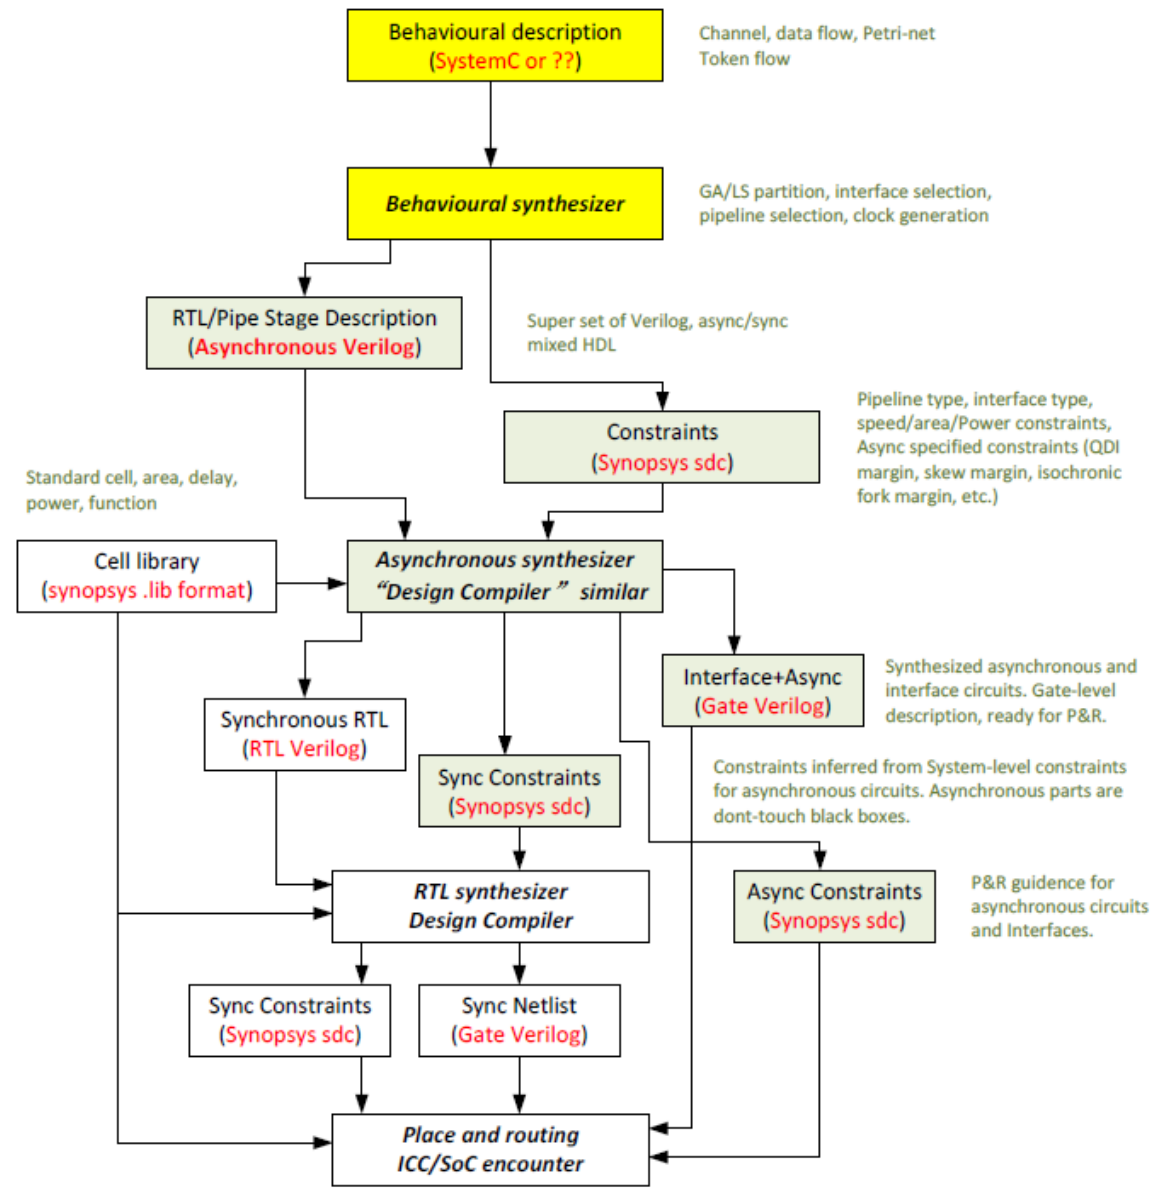 Behavioural description
(SystemC or ??)
Channel, data flow, Petri-net
Token flow
Behavioural synthesizer
GA/LS partition, interface selection,
pipeline selection, clock generation
RTL/Pipe Stage Description
(Asynchronous Verilog)
Super set of Verilog, async/sync
mixed HDL
Constraints
(Synopsys sdc)
Pipeline type, interface type,
speed/area/Power constraints,
Async specified constraints (QDI
margin, skew margin, isochronic
fork margin, etc.)
Standard cell, area, delay,
power, function
Cell library
(synopsys .lib format)
Asynchronous synthesizer
“Design Compiler” similar
Interface+Async
(Gate Verilog)
Synthesized asynchronous and
interface circuits. Gate-level
description, ready for P&R.
Synchronous RTL
(RTL Verilog)
Sync Constraints
(Synopsys sdc)
Constraints inferred from System-level constraints
for asynchronous circuits. Asynchronous parts are
dont-touch black boxes.
RTL synthesizer
Design Compiler
Async Constraints
(Synopsys sdc)
P&R guidence for
asynchronous circuits
and Interfaces.
Sync Constraints
(Synopsys sdc)
Sync Netlist
(Gate Verilog)
Place and routing
ICC/SoC encounter